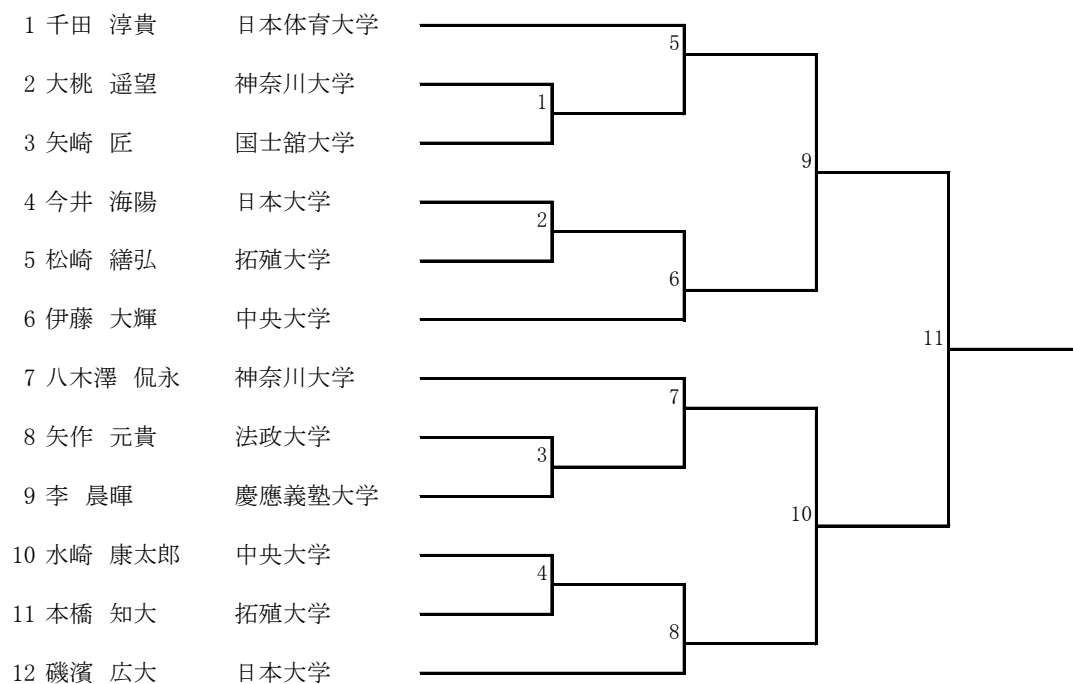 1 千田 淳貴 日本体育大学
5
2 大桃 遥望 神奈川大学
1
3 矢崎 匠 国士舘大学
9
4 今井 海陽 日本大学
2
5 松崎 繕弘 拓殖大学
6
6 伊藤 大輝 中央大学
11
7 八木澤 侃永 神奈川大学
7
8 矢作 元貴 法政大学
3
9 李 晨暉 慶應義塾大学
10
10 水崎 康太郎 中央大学
4
11 本橋 知大 拓殖大学
8
12 磯濱 広大 日本大学